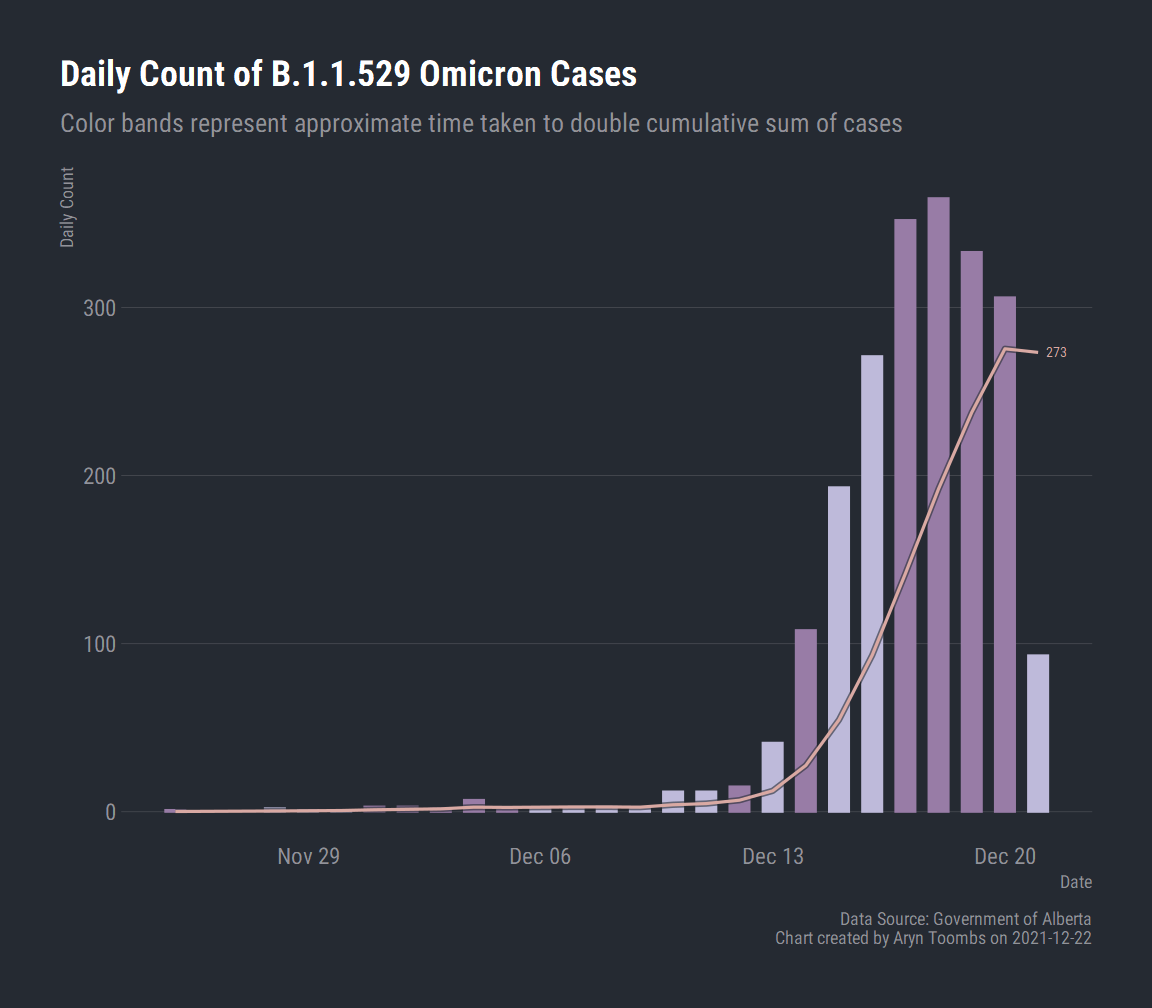 Daily Count of B.1.1.529 Omicron Cases
Color bands represent approximate time taken to double cumulative sum of cases
Daily Count
300
200
100
0
273
Nov 29
Dec 06
Dec 13
Dec 20
Date
Data Source: Government of Alberta
Chart created by Aryn Toombs on 2021-12-22